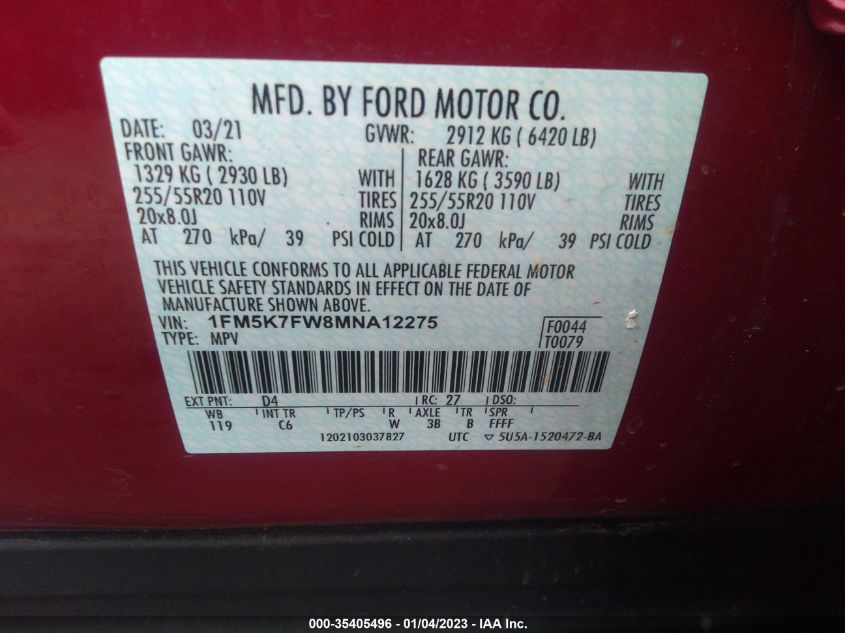 MFD. BY FORD MOTOR CO.
DATE: 03/21 GVWR: 2912 KG ( 6420 LB)
FRONT GAWR: REAR GAWR:
1329 KG ( 2930 LB) WITH 1628 KG ( 3590 LB) WITH
255/55R20 110V TIRES 255/55R20 110V TIRES
20x8.0J RIMS 20x8.0J RIMS
AT 270 kPa/ 39 PSI COLD AT 270 kPa/ 39 PSI COLD
THIS VEHICLE CONFORMS TO ALL APPLICABLE FEDERAL MOTOR
VEHICLE SAFETY STANDARDS IN EFFECT ON THE DATE OF
MANUFACTURE SHOWN ABOVE.
VIN: 1FM5K7FW8MNA12275 F0044
TYPE: MPV T0079
EXT PNT: D4 RC: 27 DSO:
WB INT TR TP/PS R AXLE TR SPR
119 C6 W 3B B FFFF
1202103037827 UTC ▽ 5U5A-1520472-BA
000-35405496 - 01/04/2023 - IAA Inc.